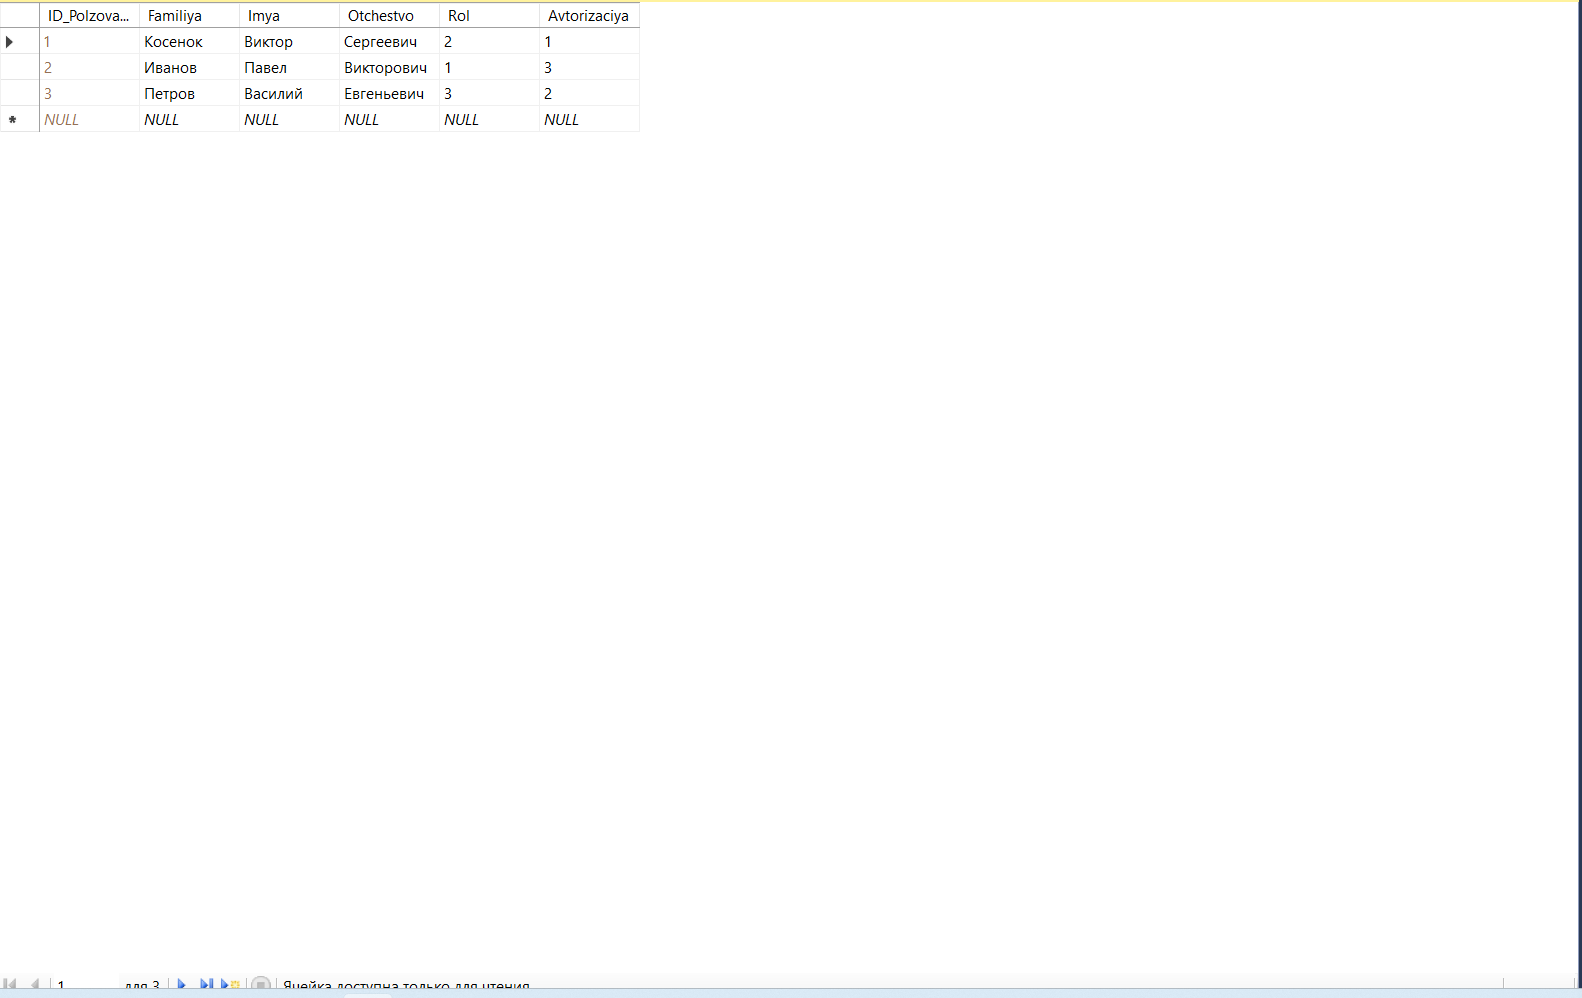 ID_Polzova... Familiya Imya Otchestvo Rol Avtorizaciya
1 Косенок Виктор Сергеевич 2 1
2 Иванов Павел Викторович 1 3
3 Петров Василий Евгеньевич 3 2
NULL NULL NULL NULL NULL NULL
1 для 3 Ячейка доступна только для чтения.